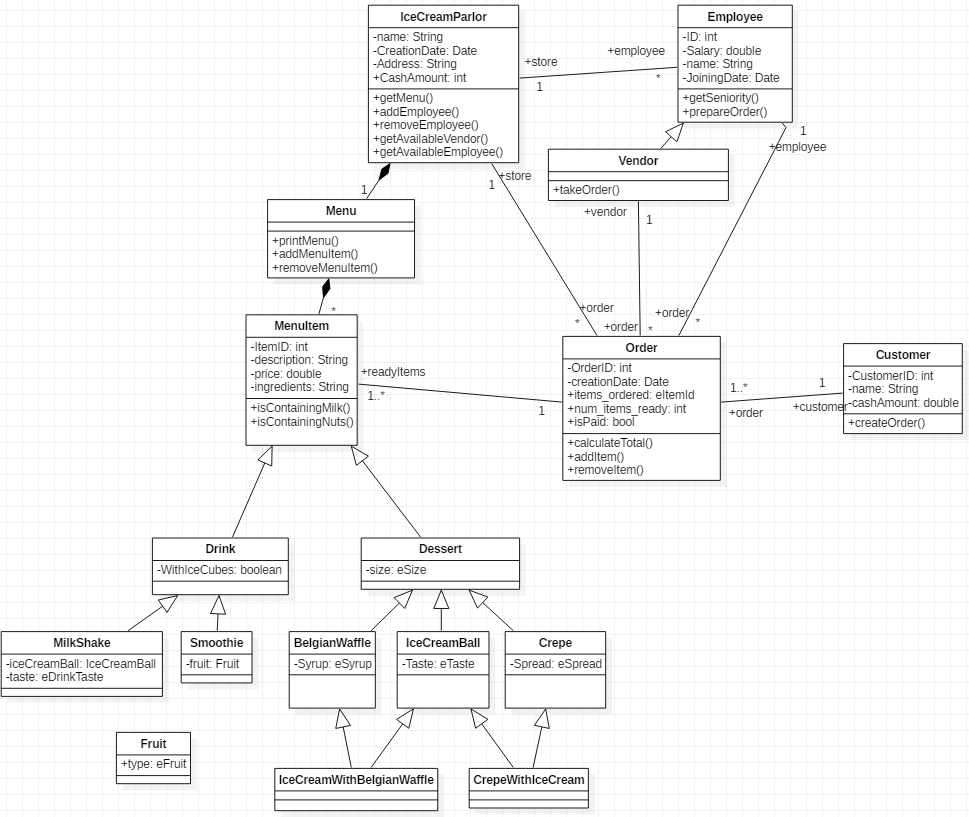 IceCreamParlor
-name: String
-CreationDate: Date
-Address: String
+CashAmount: int
+getMenu()
+addEmployee()
+removeEmployee()
+getAvailableVendor()
+getAvailableEmployee()
Employee
-ID: int
-Salary: double
-name: String
-JoiningDate: Date
+getSeniority()
+prepareOrder()
+store
1
+employee
*
1
+employee
Vendor
+takeOrder()
+vendor
1
+store
1
1
Menu
+printMenu()
+addMenuItem()
+removeMenuItem()
*
MenuItem
-ItemID: int
-description: String
-price: double
-ingredients: String
+isContainingMilk()
+isContainingNuts()
+readyItems
1..*
1
+order
*
+order
*
+order
*
Order
-OrderID: int
-creationDate: Date
+items_ordered: eItemId
+num_items_ready: int
+isPaid: bool
+calculateTotal()
+addItem()
+removeItem()
1..*
+order
1
+customer
Customer
-CustomerID: int
-name: String
-cashAmount: double
+createOrder()
Drink
-WithIceCubes: boolean
Dessert
-size: eSize
MilkShake
-iceCreamBall: IceCreamBall
-taste: eDrinkTaste
Smoothie
-fruit: Fruit
BelgianWaffle
-Syrup: eSyrup
IceCreamBall
-Taste: eTaste
Crepe
-Spread: eSpread
Fruit
+type: eFruit
IceCreamWithBelgianWaffle
CrepeWithIceCream